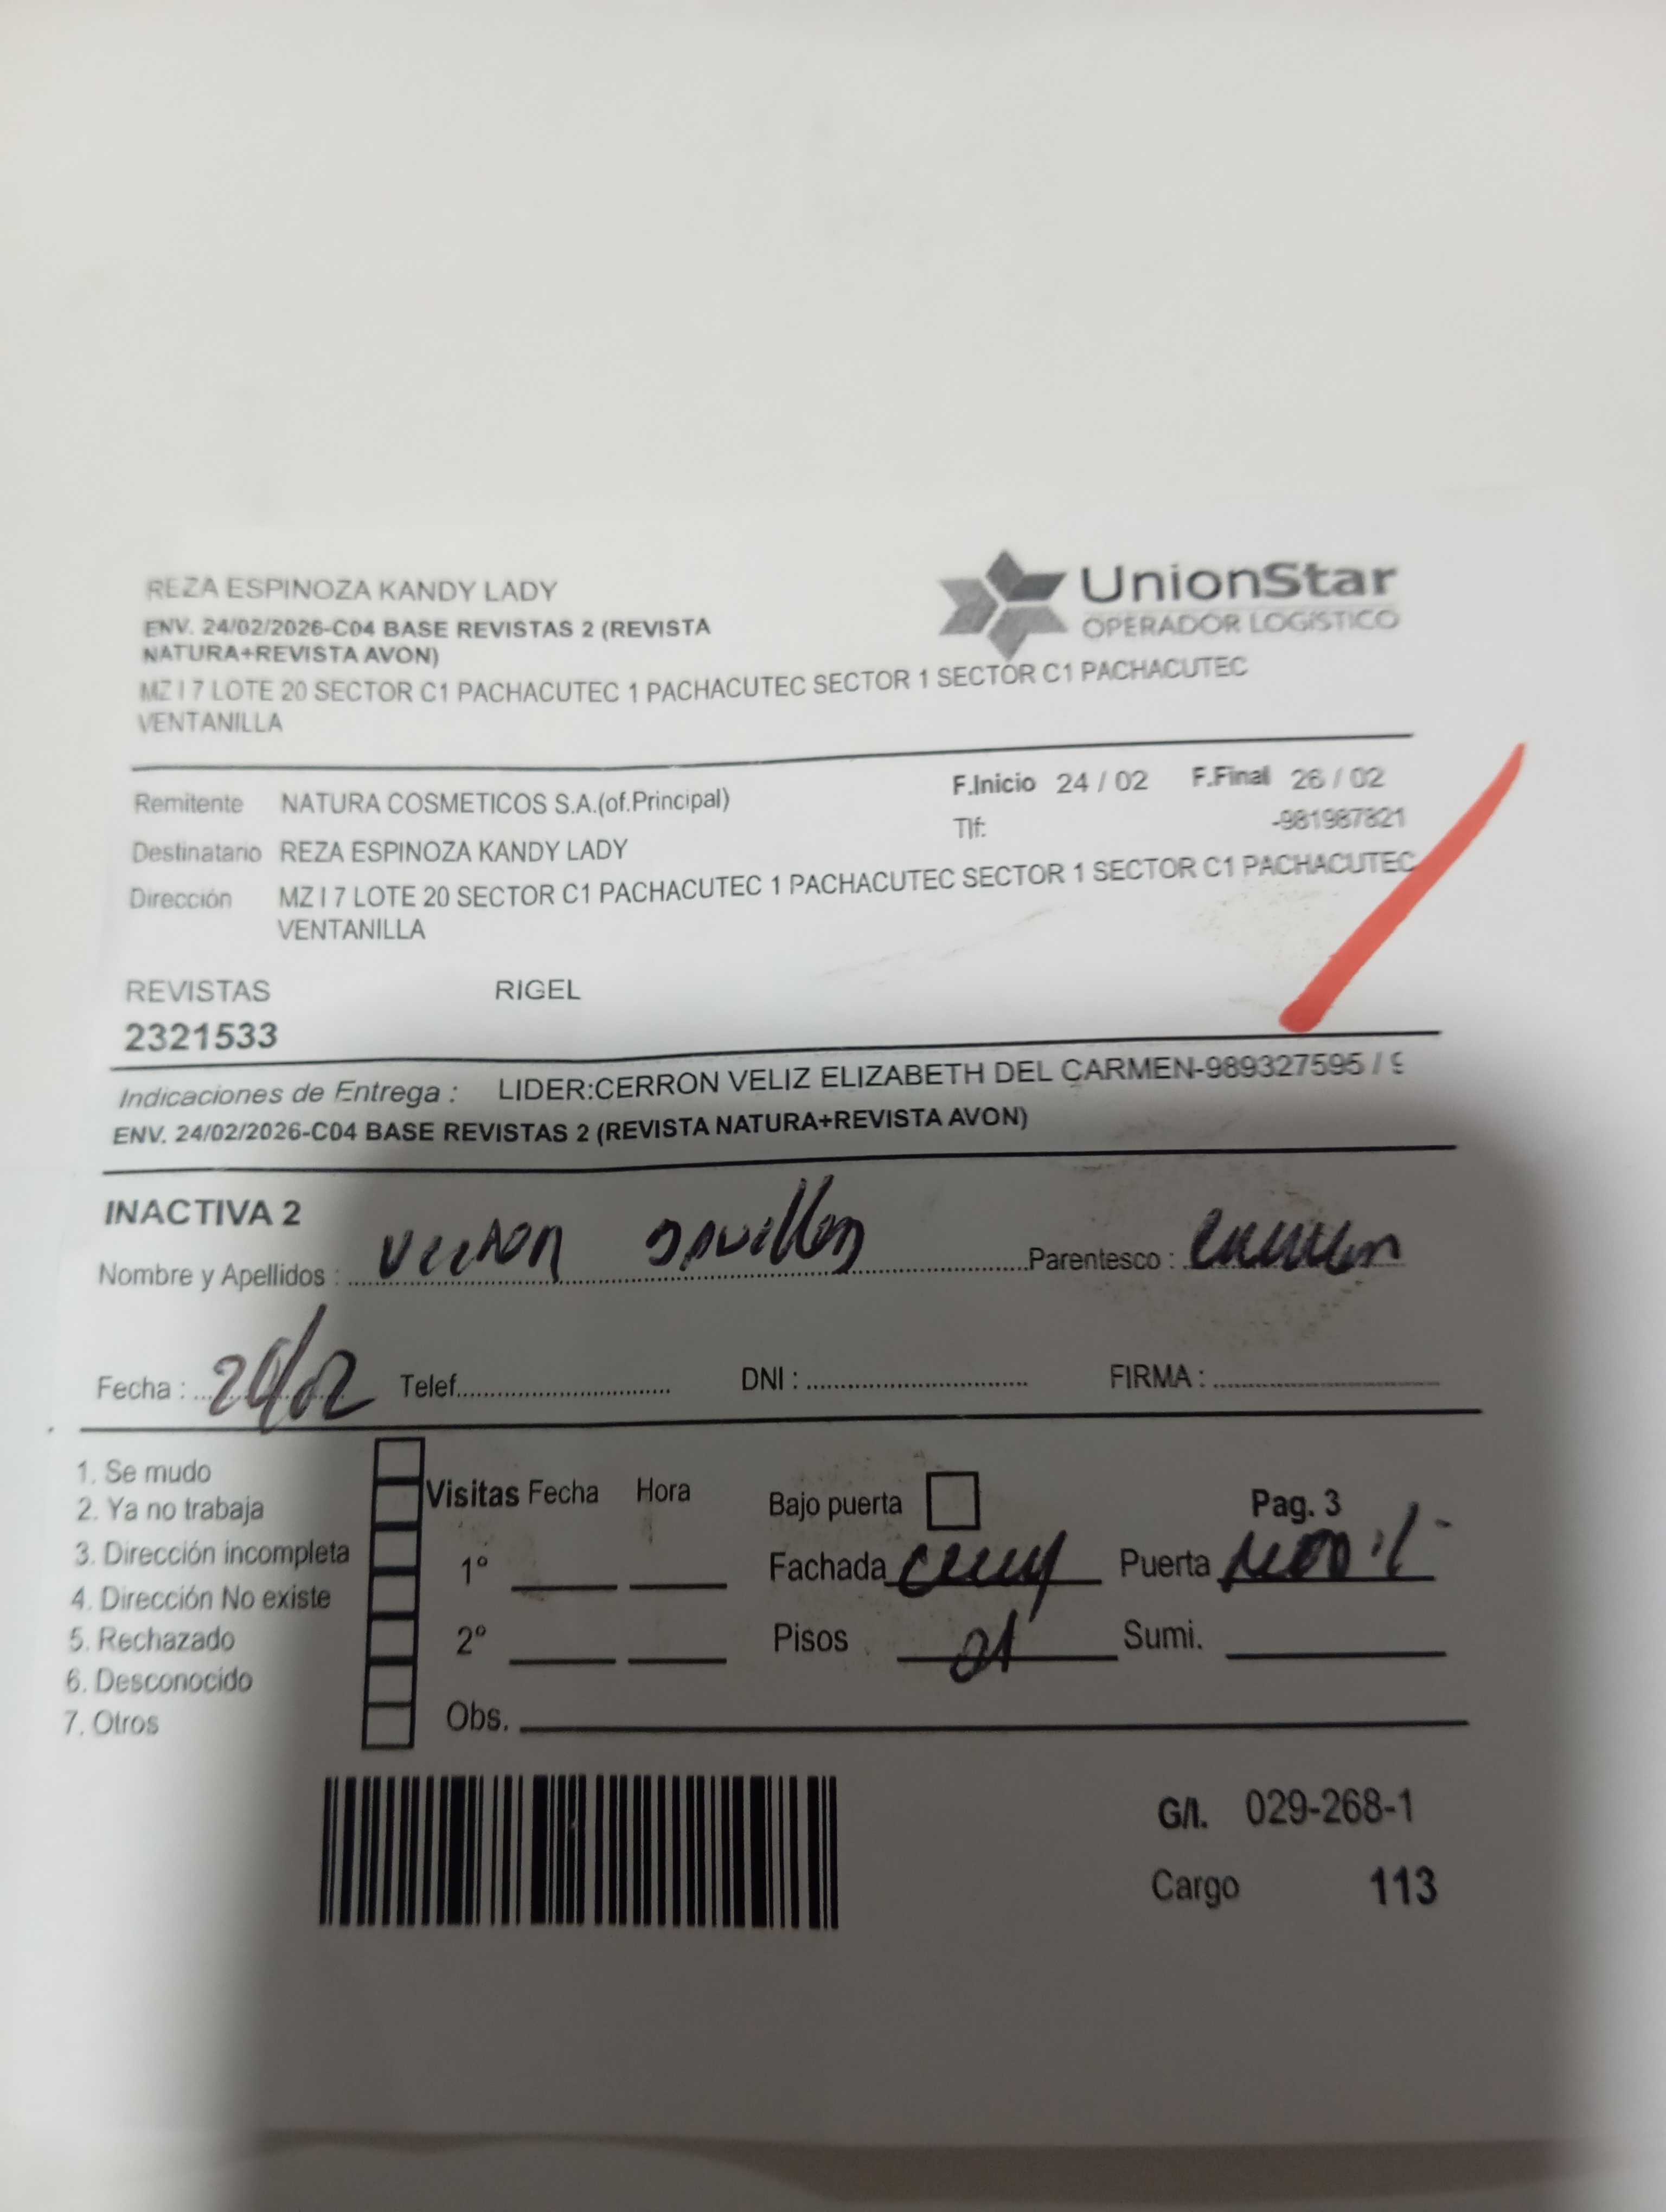 REZA ESPINOZA KANDY LADY
UnionStar
OPERADOR LOGÍSTICO
ENV. 24/02/2026-C04 BASE REVISTAS 2 (REVISTA
NATURA+REVISTA AVON)
MZ I 7 LOTE 20 SECTOR C1 PACHACUTEC 1 PACHACUTEC SECTOR 1 SECTOR C1 PACHACUTEC
VENTANILLA
Remitente NATURA COSMETICOS S.A.(of.Principal) F.Inicio 24 / 02 F.Final 26 / 02
Tlf: -981987821
Destinatario REZA ESPINOZA KANDY LADY
Dirección MZ I 7 LOTE 20 SECTOR C1 PACHACUTEC 1 PACHACUTEC SECTOR 1 SECTOR C1 PACHACUTEC
VENTANILLA
REVISTAS RIGEL
2321533
Indicaciones de Entrega : LIDER:CERRON VELIZ ELIZABETH DEL CARMEN-989327595 / 9
ENV. 24/02/2026-C04 BASE REVISTAS 2 (REVISTA NATURA+REVISTA AVON)
INACTIVA 2
Nombre y Apellidos : Parentesco :
Fecha : Telef. DNI : FIRMA :
1. Se mudo
2. Ya no trabaja
3. Dirección incompleta
4. Dirección No existe
5. Rechazado
6. Desconocido
7. Otros
Visitas Fecha Hora Bajo puerta Pag. 3
1° Fachada Puerta
2° Pisos 01 Sumi.
Obs.
G/I. 029-268-1
Cargo 113